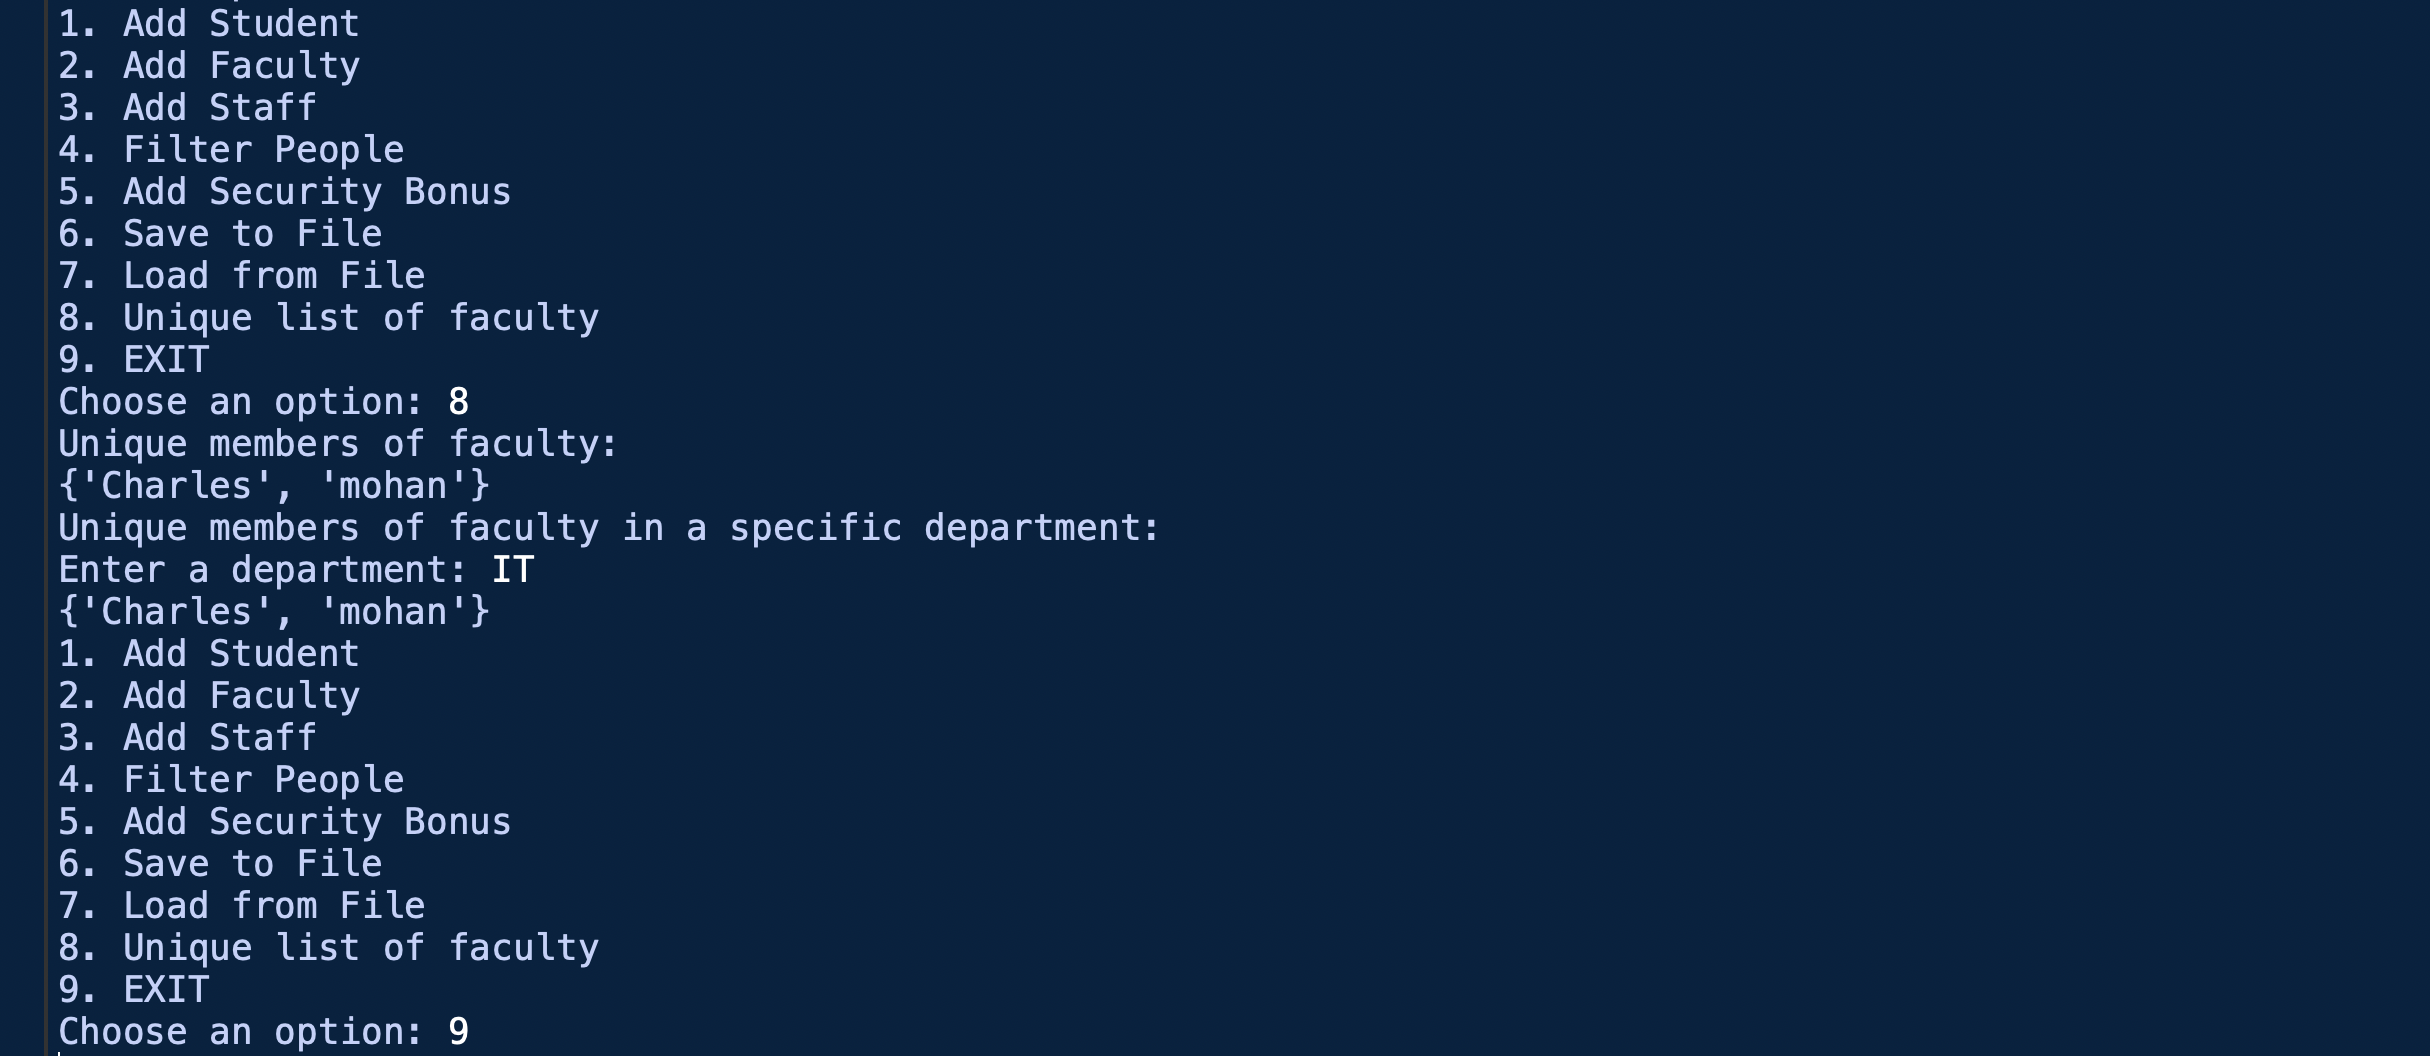 1. Add Student
2. Add Faculty
3. Add Staff
4. Filter People
5. Add Security Bonus
6. Save to File
7. Load from File
8. Unique list of faculty
9. EXIT
Choose an option: 8
Unique members of faculty:
{'Charles', 'mohan'}
Unique members of faculty in a specific department:
Enter a department: IT
{'Charles', 'mohan'}
1. Add Student
2. Add Faculty
3. Add Staff
4. Filter People
5. Add Security Bonus
6. Save to File
7. Load from File
8. Unique list of faculty
9. EXIT
Choose an option: 9